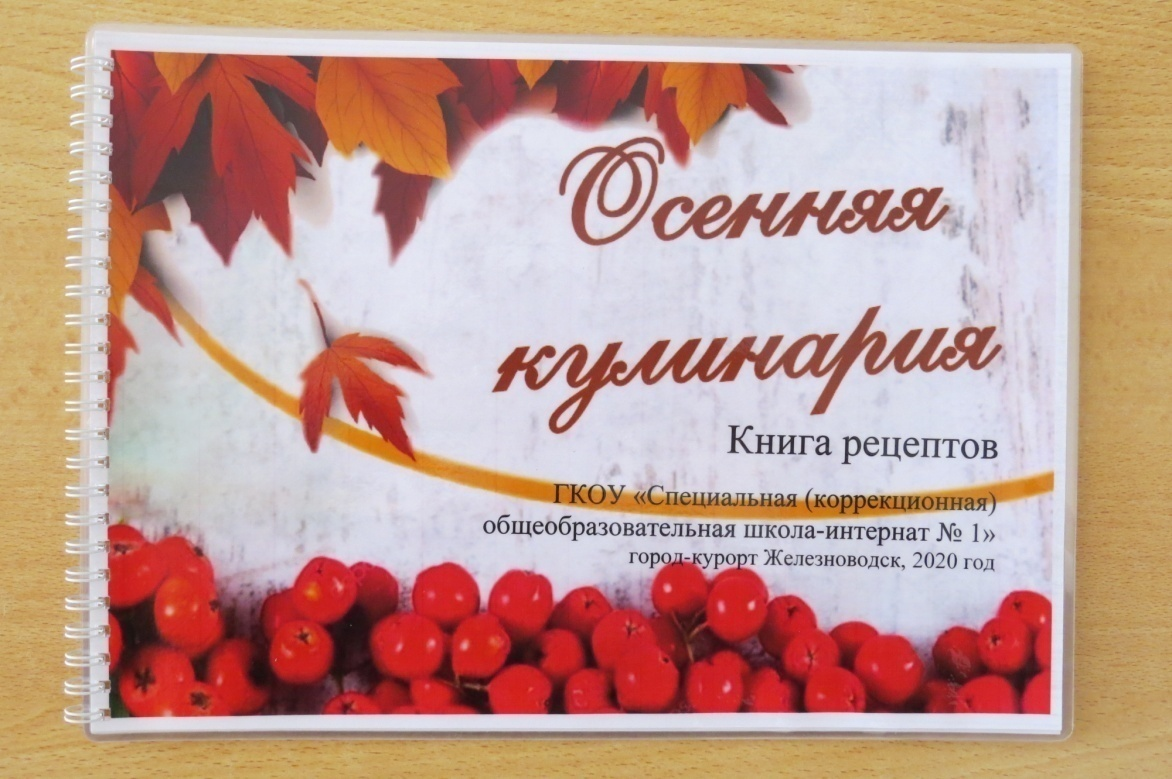 Осенняя
кулинария
Книга рецептов
ГКОУ «Специальная (коррекционная)
общеобразовательная школа-интернат № 1»
город-курорт Железноводск, 2020 год